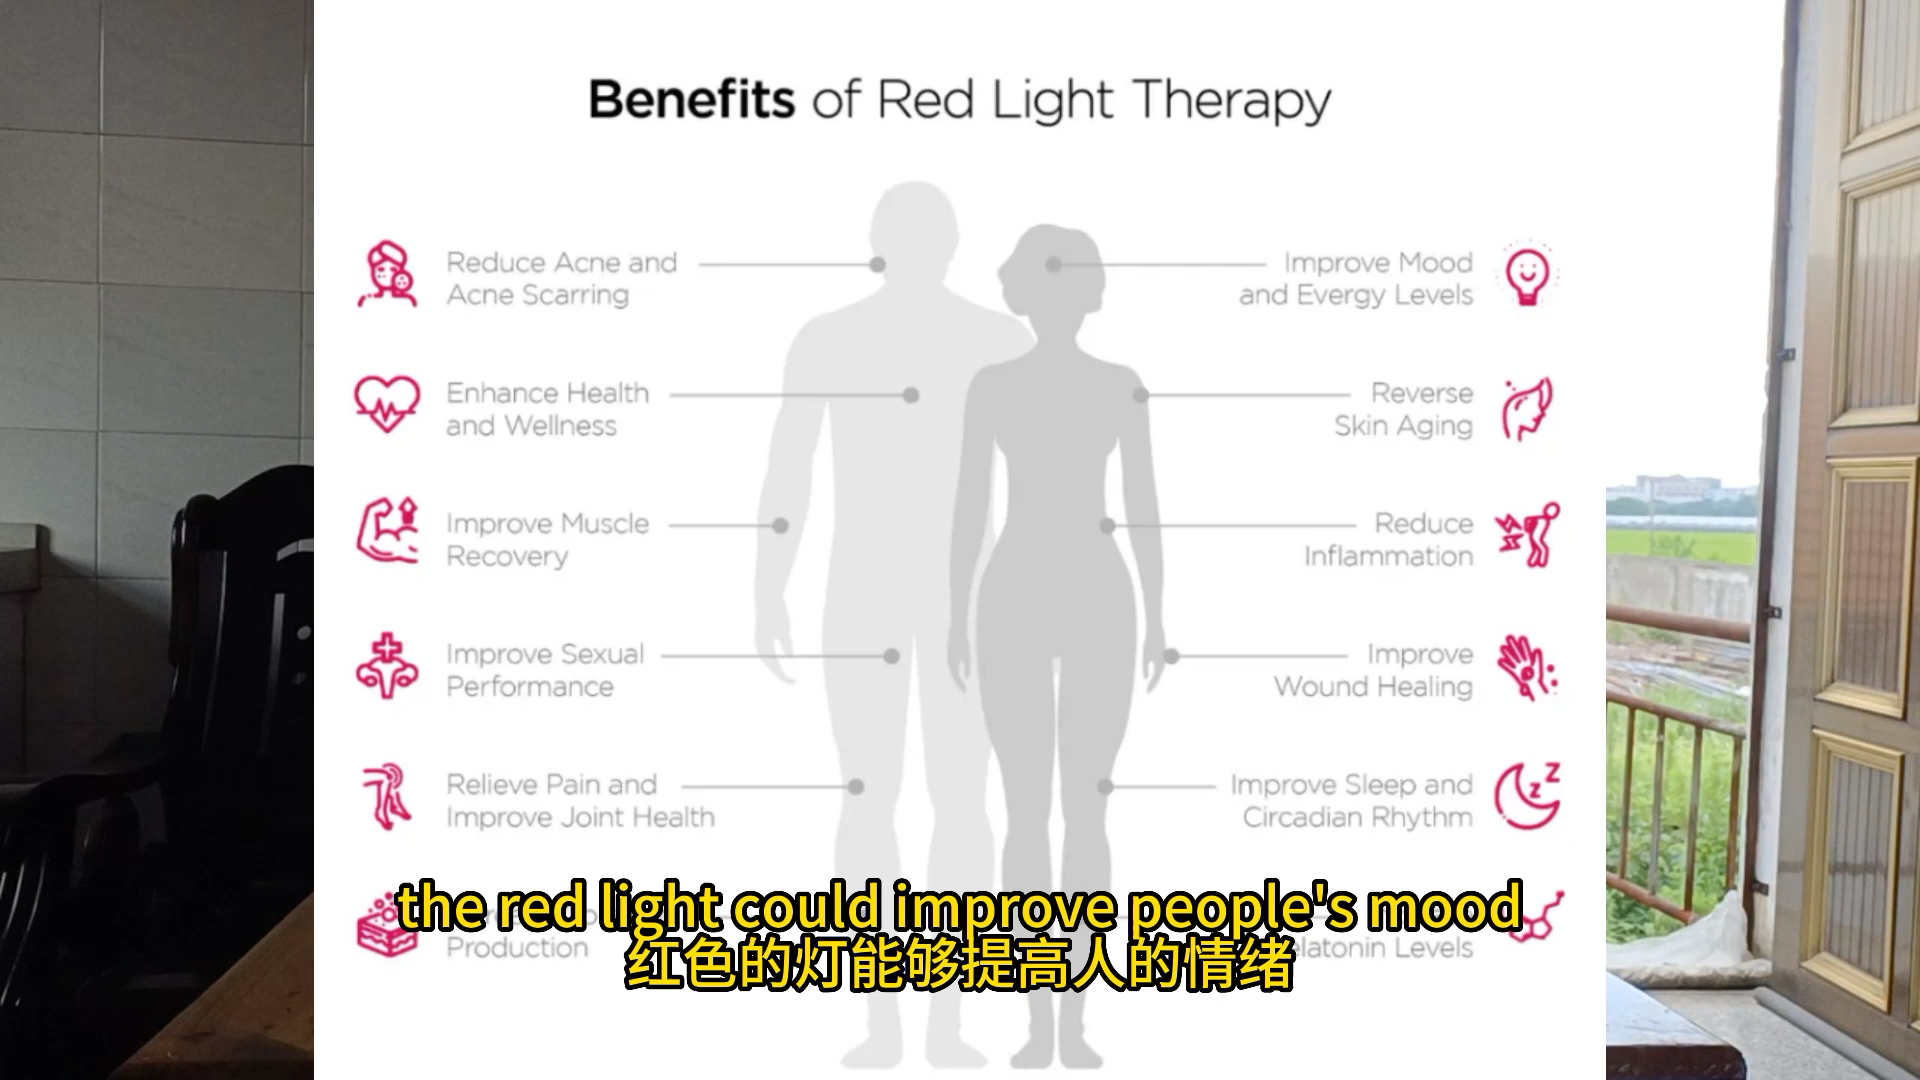 Benefits of Red Light Therapy
Reduce Acne and
Acne Scarring
Enhance Health
and Wellness
Improve Muscle
Recovery
Improve Sexual
Performance
Relieve Pain and
Improve Joint Health
Production
Improve Mood
and Evergy Levels
Reverse
Skin Aging
Reduce
Inflammation
Improve
Wound Healing
Improve Sleep and
Circadian Rhythm
Levels
the red light could improve people's mood
红色的灯能够提高人的情绪